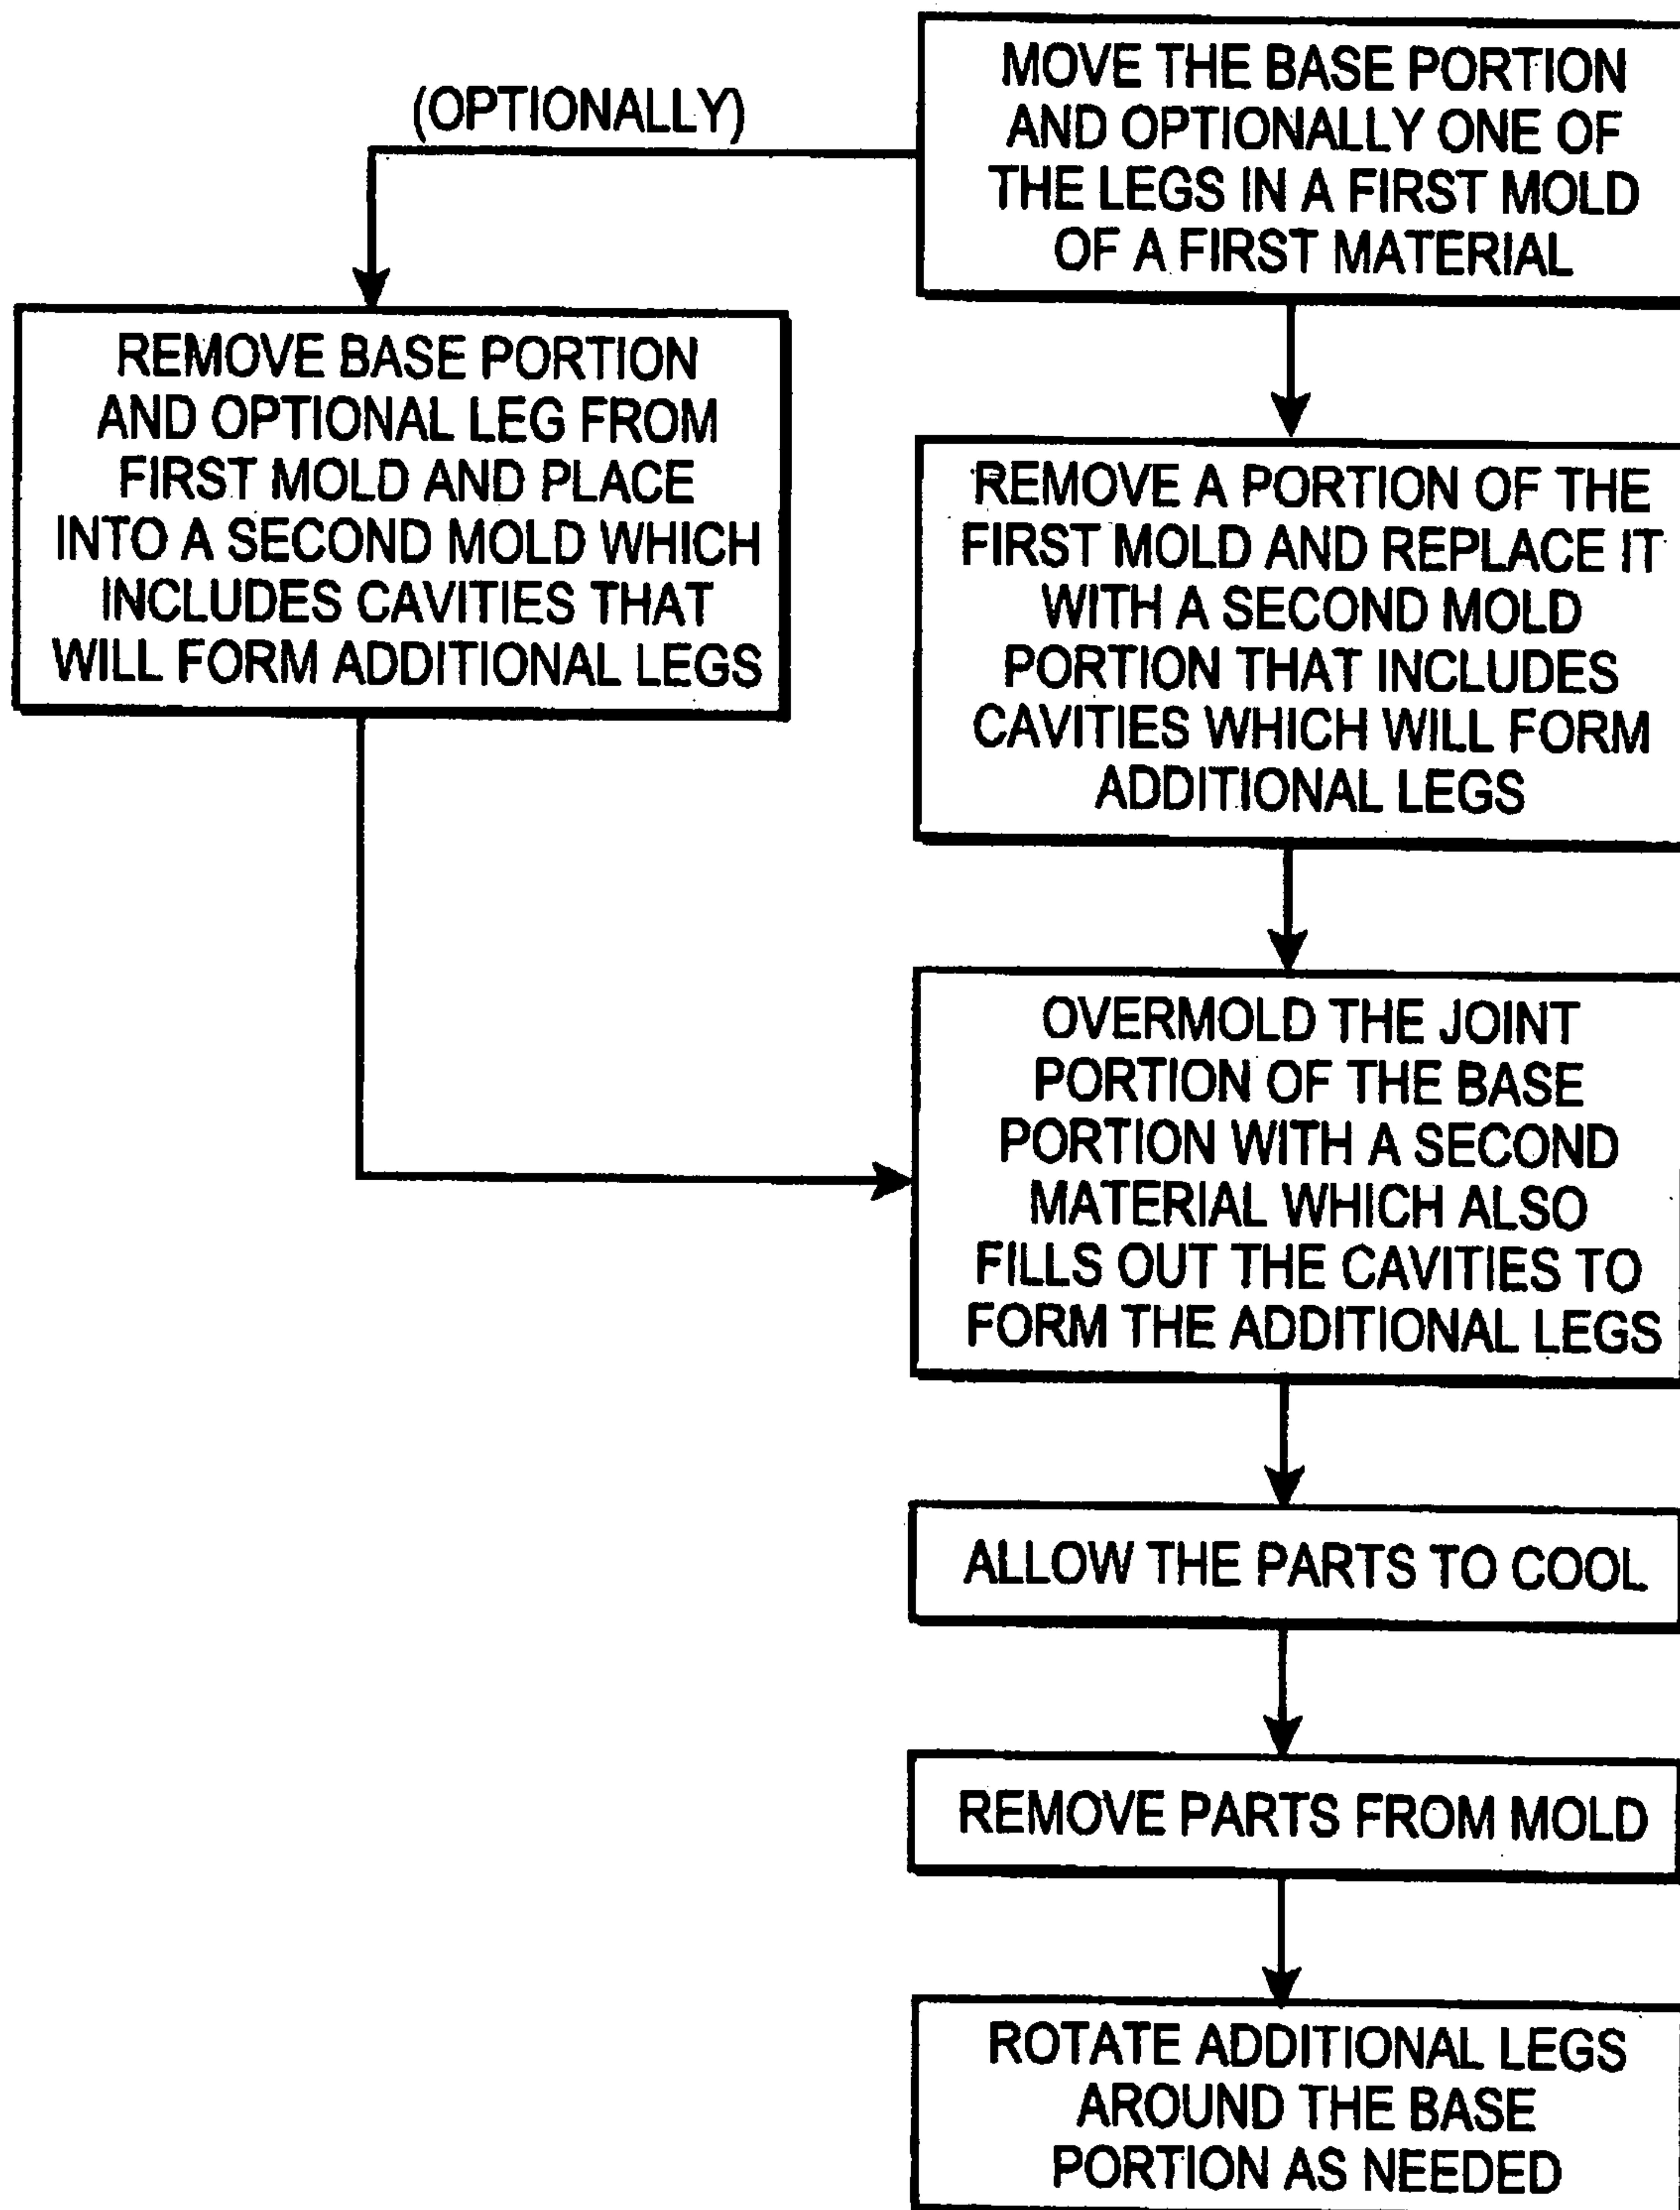 MOVE THE BASE PORTION
AND OPTIONALLY ONE OF
THE LEGS IN A FIRST MOLD
OF A FIRST MATERIAL
(OPTIONALLY)
REMOVE BASE PORTION
AND OPTIONAL LEG FROM
FIRST MOLD AND PLACE
INTO A SECOND MOLD WHICH
INCLUDES CAVITIES THAT
WILL FORM ADDITIONAL LEGS
REMOVE A PORTION OF THE
FIRST MOLD AND REPLACE IT
WITH A SECOND MOLD
PORTION THAT INCLUDES
CAVITIES WHICH WILL FORM
ADDITIONAL LEGS
OVERMOLD THE JOINT
PORTION OF THE BASE
PORTION WITH A SECOND
MATERIAL WHICH ALSO
FILLS OUT THE CAVITIES TO
FORM THE ADDITIONAL LEGS
ALLOW THE PARTS TO COOL
REMOVE PARTS FROM MOLD
ROTATE ADDITIONAL LEGS
AROUND THE BASE
PORTION AS NEEDED